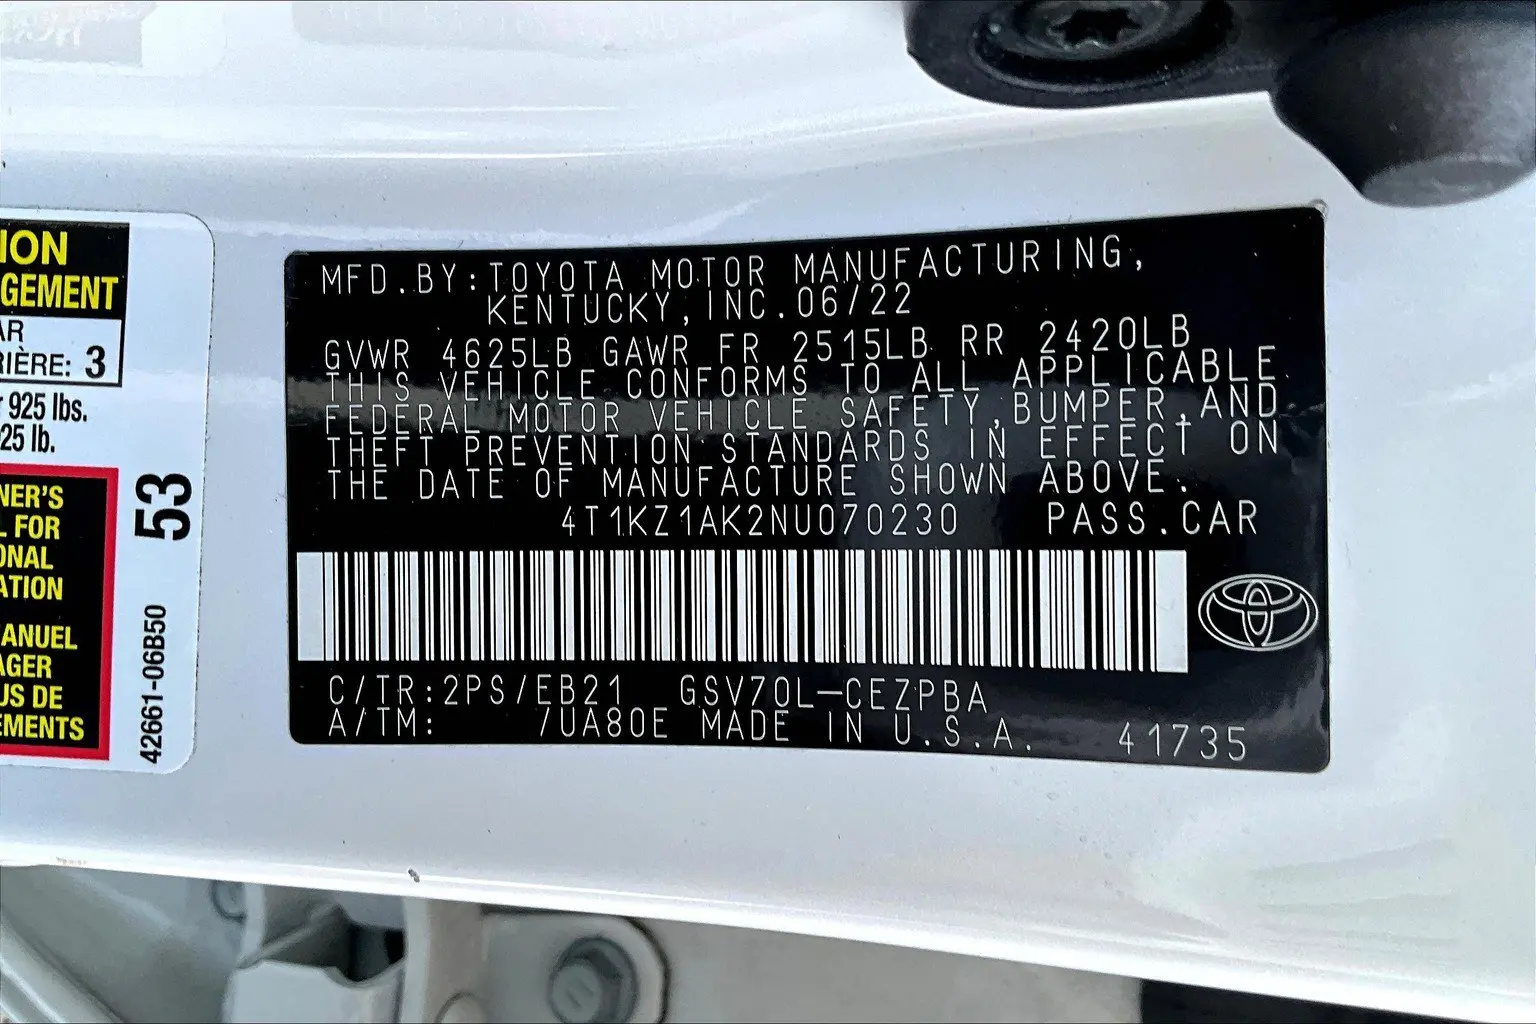 ION
GEMENT
AR
RIÈRE: 3
925 lbs.
25 lb.
NER'S
L FOR
ONAL
ATION
ANUEL
AGER
US DE
EMENTS
53
42661-06B50
MFD.BY:TOYOTA MOTOR MANUFACTURING,
KENTUCKY,INC.06/22
GVWR 4625LB GAWR FR 2515LB RR 2420LB
THIS VEHICLE CONFORMS TO ALL APPLICABLE
FEDERAL MOTOR VEHICLE SAFETY,BUMPER,AND
THEFT PREVENTION STANDARDS IN EFFECT ON
THE DATE OF MANUFACTURE SHOWN ABOVE.
4T1KZ1AK2NU070230 PASS.CAR
C/TR:2PS/EB21 GSV70L-CEZPBA
A/TM: /UA80E MADE IN U.S.A. 41735